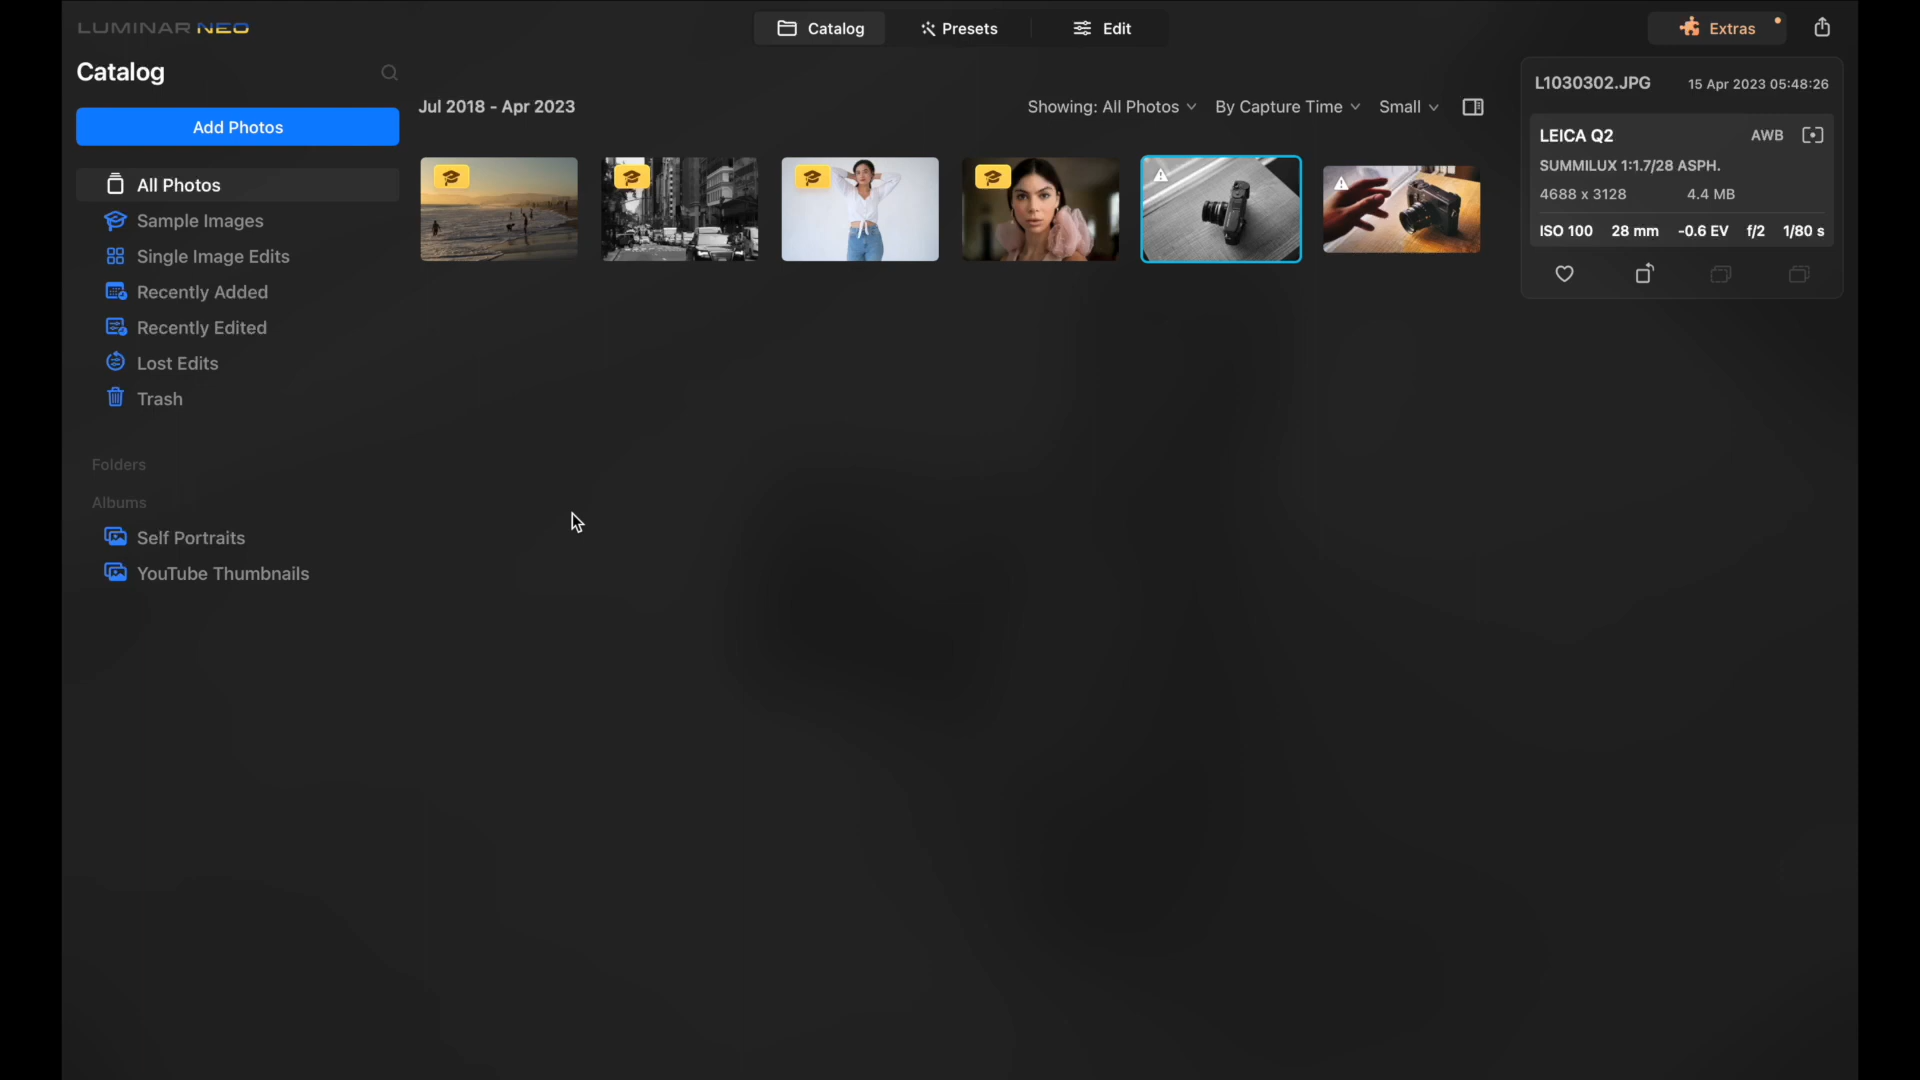 LUMINAR NEO
Catalog
Presets
Edit
Extras
Catalog
Add Photos
All Photos
Sample Images
Single Image Edits
Recently Added
Recently Edited
Lost Edits
Trash
Folders
Albums
Self Portraits
YouTube Thumbnails
Jul 2018 - Apr 2023
Showing: All Photos
By Capture Time
Small
L1030302.JPG 15 Apr 2023 05:48:26
LEICA Q2 AWB
SUMMILUX 1:1.7/28 ASPH.
4688 x 3128 4.4 MB
ISO 100 28 mm -0.6 EV f/2 1/80 s